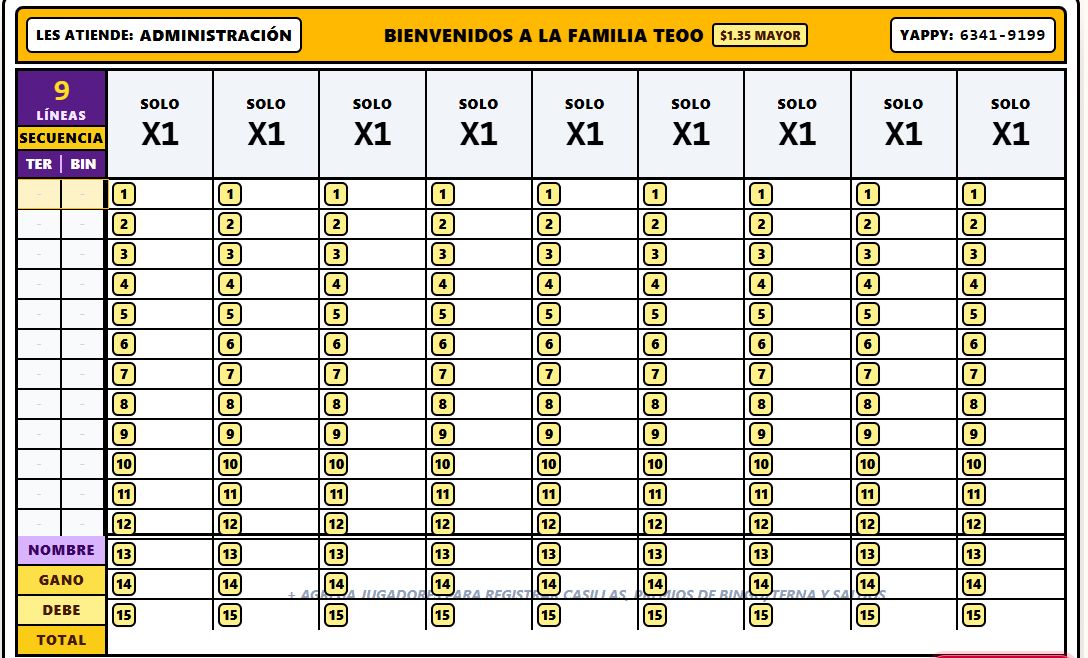 LES ATIENDE: ADMINISTRACIÓN BIENVENIDOS A LA FAMILIA TEOO $1.35 MAYOR YAPPY: 6341-9199
9 LÍNEAS SOLO SOLO SOLO SOLO SOLO SOLO SOLO SOLO SOLO
SECUENCIA X1 X1 X1 X1 X1 X1 X1 X1 X1
TER BIN
- - 1 1 1 1 1 1 1 1 1
- - 2 2 2 2 2 2 2 2 2
- - 3 3 3 3 3 3 3 3 3
- - 4 4 4 4 4 4 4 4 4
- - 5 5 5 5 5 5 5 5 5
- - 6 6 6 6 6 6 6 6 6
- - 7 7 7 7 7 7 7 7 7
- - 8 8 8 8 8 8 8 8 8
- - 9 9 9 9 9 9 9 9 9
- - 10 10 10 10 10 10 10 10 10
- - 11 11 11 11 11 11 11 11 11
- - 12 12 12 12 12 12 12 12 12
NOMBRE 13 13 13 13 13 13 13 13 13
GANO 14 14 14 14 14 14 14 14 14
+ JUGADORES PARA REGISTRAR CASILLAS, DE Y
DEBE 15 15 15 15 15 15 15 15 15
TOTAL